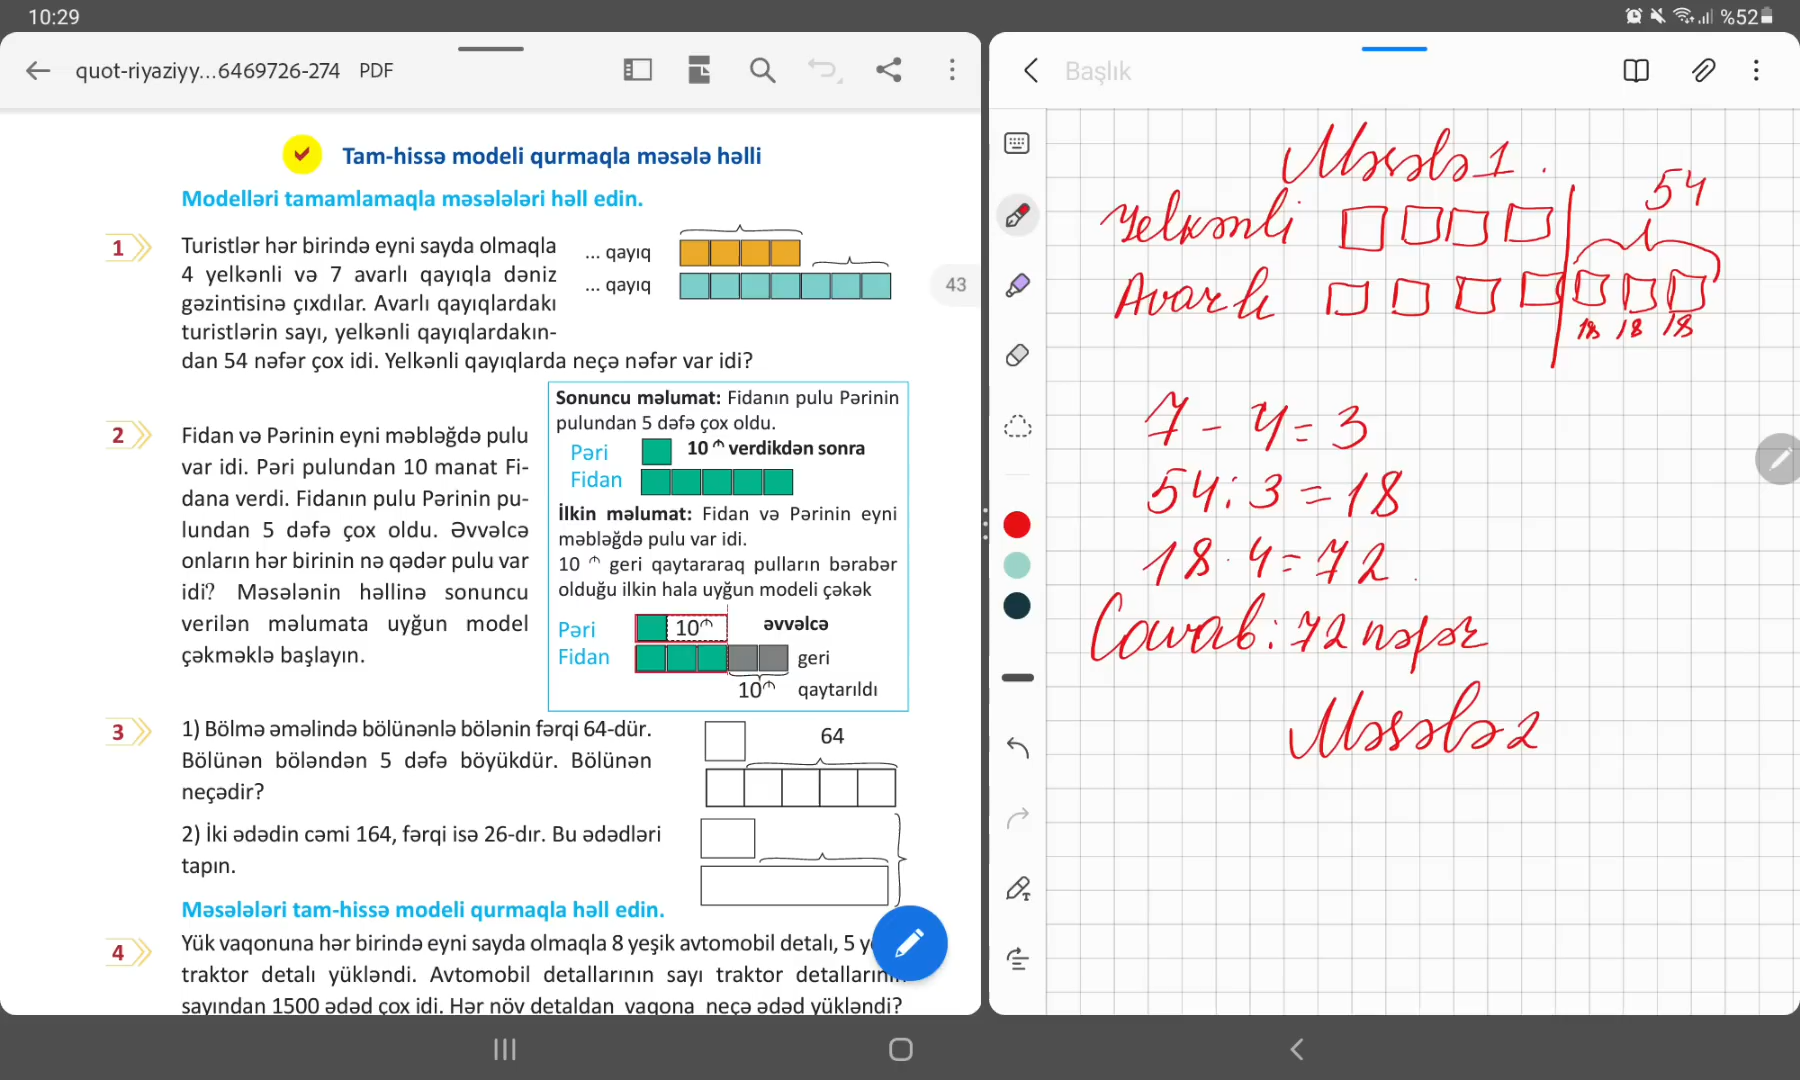 10:29
%52
quot-riyaziyy...6469726-274 PDF
Tam-hissə modeli qurmaqla məsələ həlli
Modelləri tamamlamaqla məsələləri həll edin.
1
Turistlər hər birində eyni sayda olmaqla
4 yelkənli və 7 avarlı qayıqla dəniz
gəzintisinə çıxdılar. Avarlı qayıqlardakı
turistlərin sayı, yelkənli qayıqlardakın-
dan 54 nəfər çox idi. Yelkənli qayıqlarda neçə nəfər var idi?
... qayıq
... qayıq
43
2
Fidan və Pərinin eyni məbləğdə pulu
var idi. Pəri pulundan 10 manat Fi-
dana verdi. Fidanın pulu Pərinin pu-
lundan 5 dəfə çox oldu. Əvvəlcə
onların hər birinin nə qədər pulu var
idi? Məsələnin həllinə sonuncu
verilən məlumata uyğun model
çəkməklə başlayın.
Sonuncu məlumat: Fidanın pulu Pərinin
pulundan 5 dəfə çox oldu.
Pəri 10 ₼ verdikdən sonra
Fidan
İlkin məlumat: Fidan və Pərinin eyni
məbləğdə pulu var idi.
10 ₼ geri qaytararaq pulların bərabər
olduğu ilkin hala uyğun modeli çəkək
Pəri 10₼ əvvəlcə
Fidan geri
10₼ qaytarıldı
3
1) Bölmə əməlində bölünənlə bölənin fərqi 64-dür.
Bölünən böləndən 5 dəfə böyükdür. Bölünən
neçədir?
64
2) İki ədədin cəmi 164, fərqi isə 26-dır. Bu ədədləri
tapın.
Məsələləri tam-hissə modeli qurmaqla həll edin.
4
Yük vaqonuna hər birində eyni sayda olmaqla 8 yeşik avtomobil detalı, 5 y
traktor detalı yükləndi. Avtomobil detallarının sayı traktor detallarının
sayından 1500 ədəd çox idi. Hər növ detaldan vaqona neçə ədəd yükləndi?
Başlık
Məsələ 1.
54
Yelkənli
Avarlı
18 18 18
7 - 4 = 3
54 : 3 = 18
18 · 4 = 72
Cavab: 72 nəfər
Məsələ 2